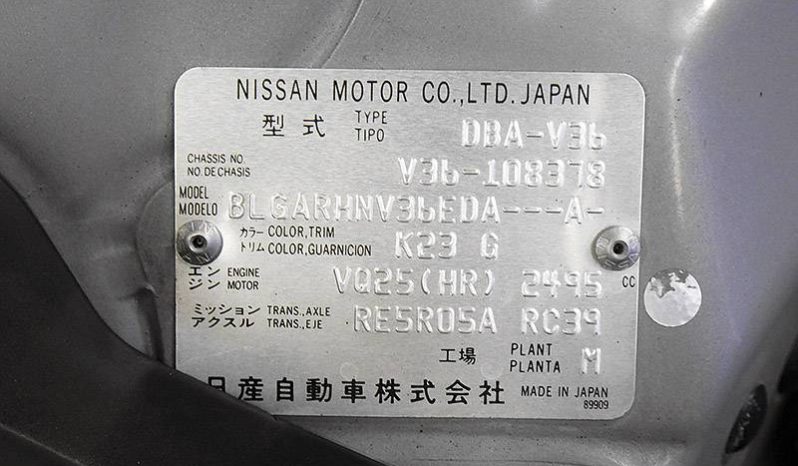 NISSAN MOTOR CO.,LTD. JAPAN
型式 TYPE TIPO DBA-V36
CHASSIS NO. NO DE CHASIS V36-108378
MODEL MODELO BLGARHNV36EDA---A-
カラー COLOR,TRIM トリム COLOR,GUARNICION K23 G
エンジン ENGINE MOTOR VQ25(HR) 2495 CC
ミッション TRANS.,AXLE アクスル TRANS.,EJE RE5R05A RC39
工場 PLANT PLANTA M
日産自動車株式会社 MADE IN JAPAN
89909